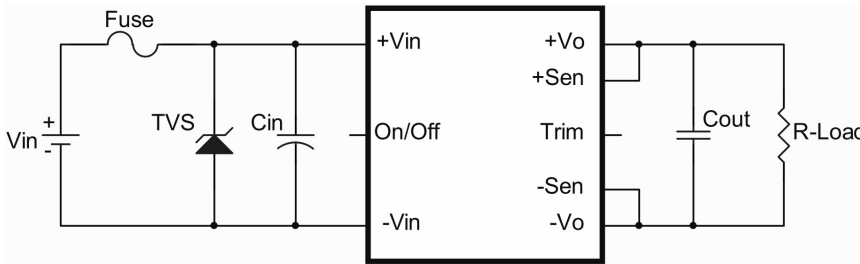 Fuse
+Vin
+Vo
+Sen
+
Vin
-
TVS
Cin
On/Off
Trim
Cout
R-Load
-Sen
-Vin
-Vo